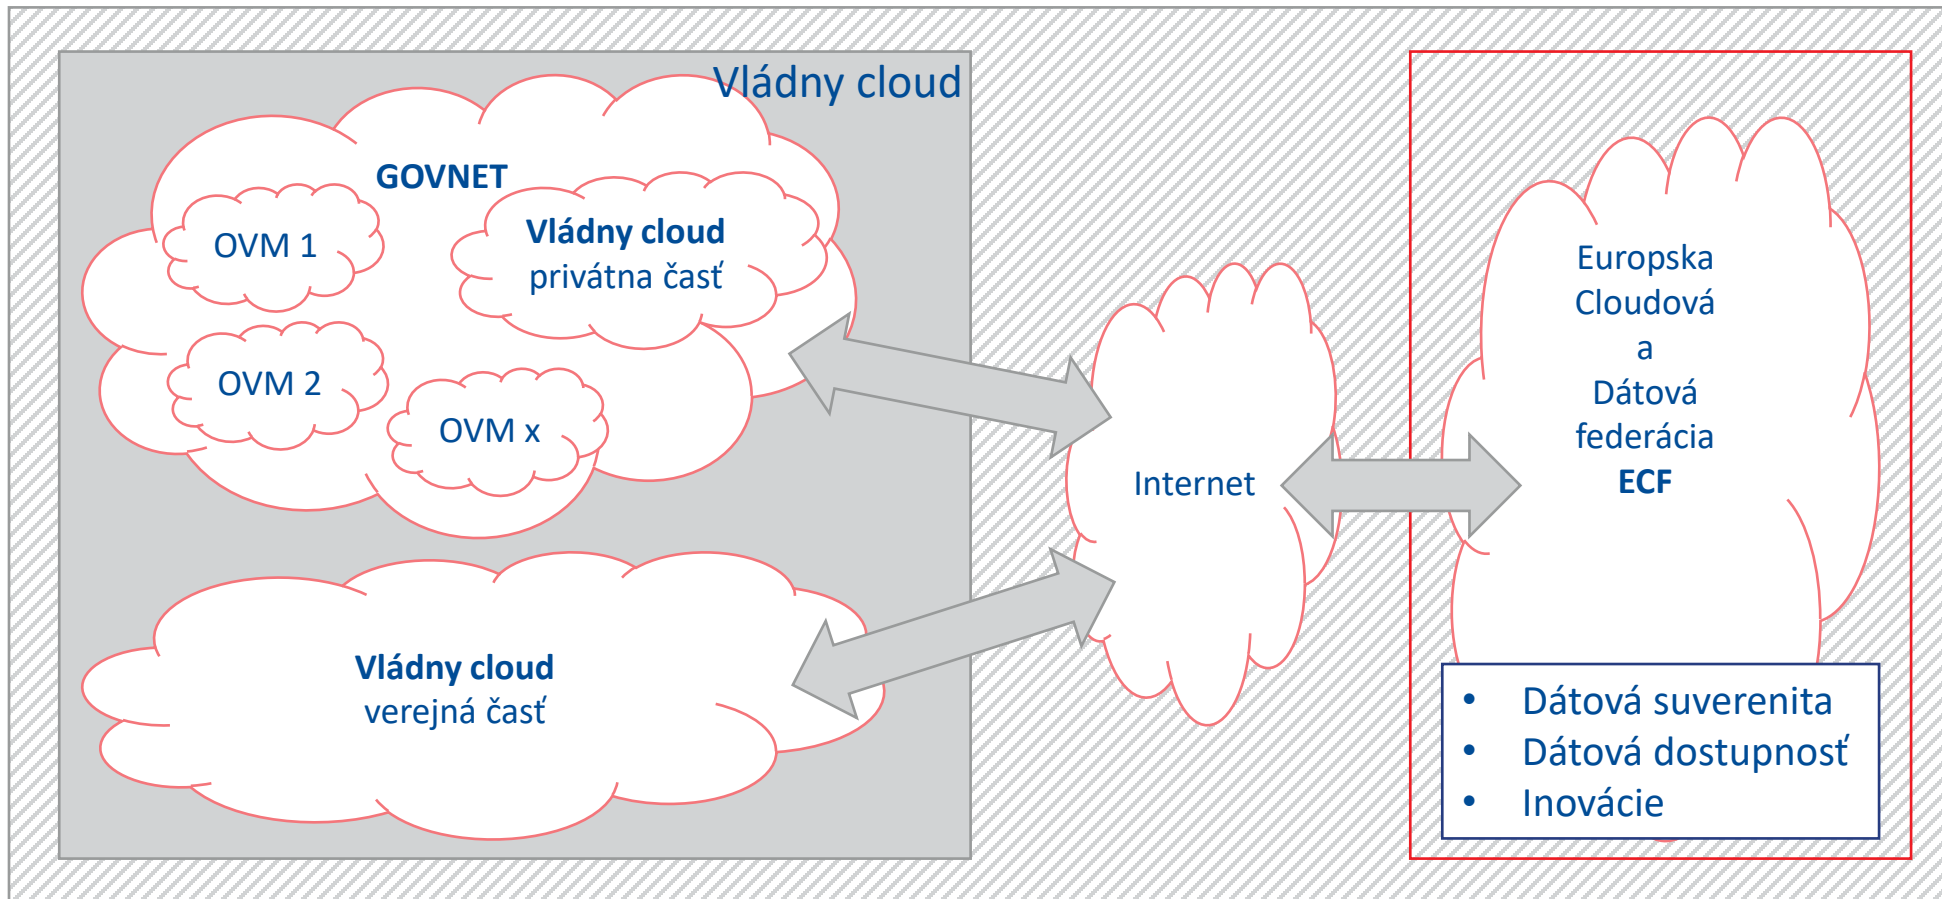 Vládny cloud
GOVNET
OVM 1
Vládny cloud
privátna časť
OVM 2
OVM x
Vládny cloud
verejná časť
Internet
Europska
Cloudová
a
Dátová
federácia
ECF
• Dátová suverenita
• Dátová dostupnosť
• Inovácie